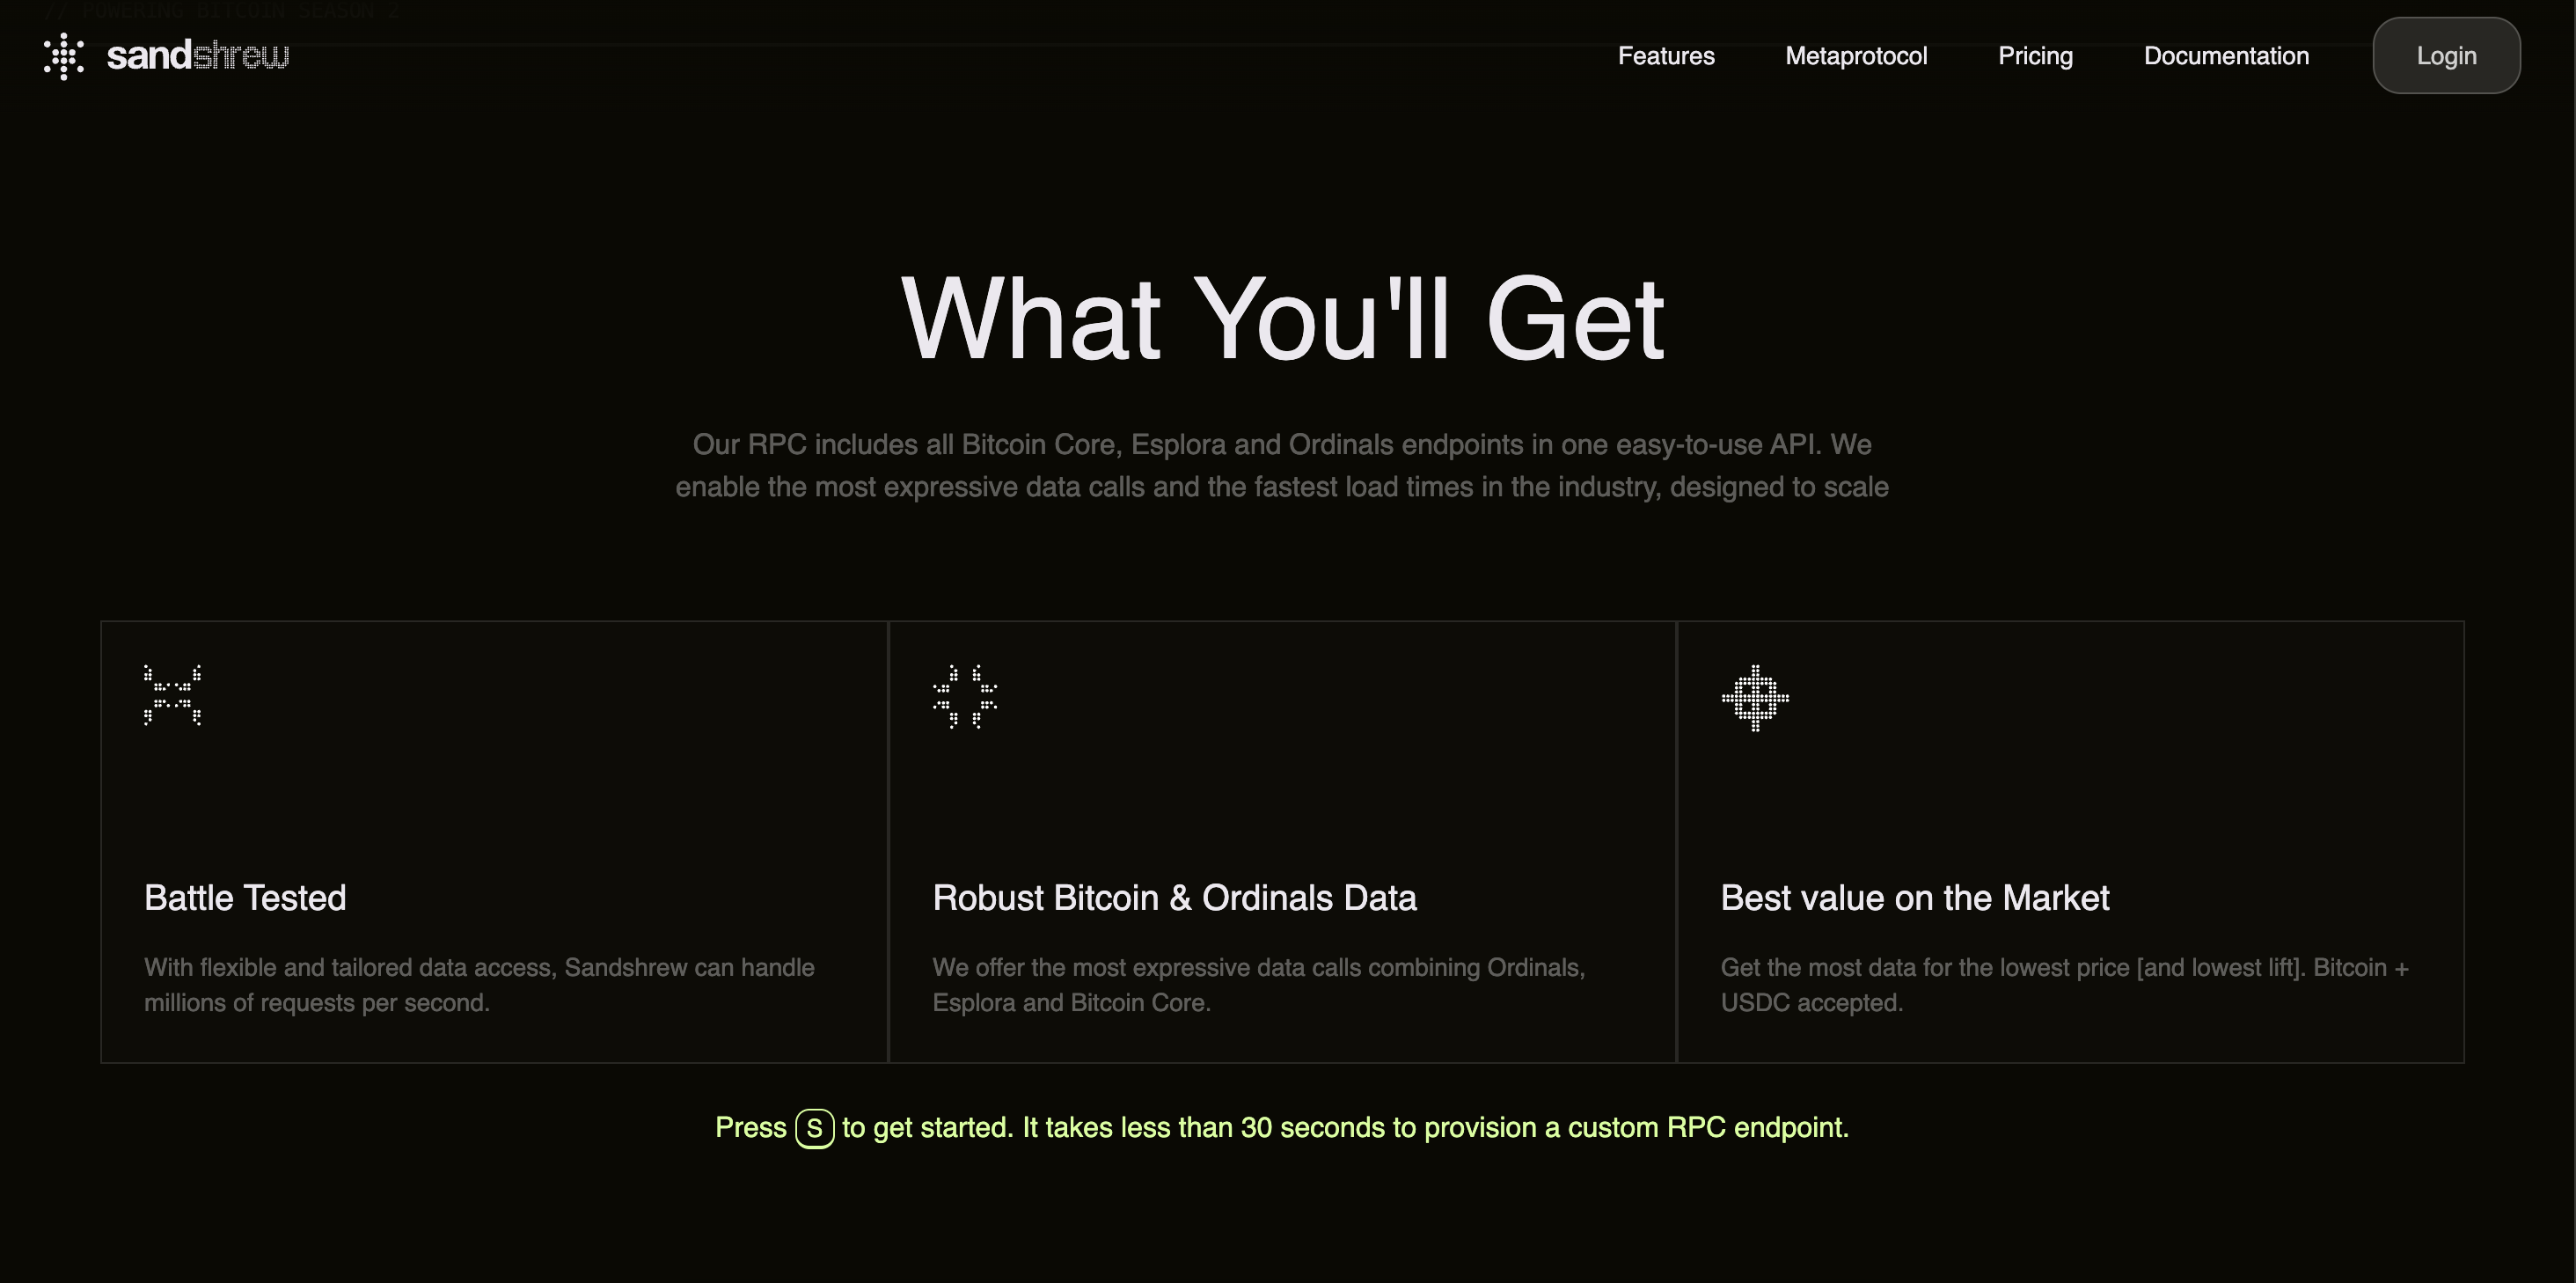 // POWERING BITCOIN SEASON 2
sandshrew
Features
Metaprotocol
Pricing
Documentation
Login
What You'll Get
Our RPC includes all Bitcoin Core, Esplora and Ordinals endpoints in one easy-to-use API. We
enable the most expressive data calls and the fastest load times in the industry, designed to scale
Battle Tested
With flexible and tailored data access, Sandshrew can handle
millions of requests per second.
Robust Bitcoin & Ordinals Data
We offer the most expressive data calls combining Ordinals,
Esplora and Bitcoin Core.
Best value on the Market
Get the most data for the lowest price [and lowest lift]. Bitcoin +
USDC accepted.
Press S to get started. It takes less than 30 seconds to provision a custom RPC endpoint.